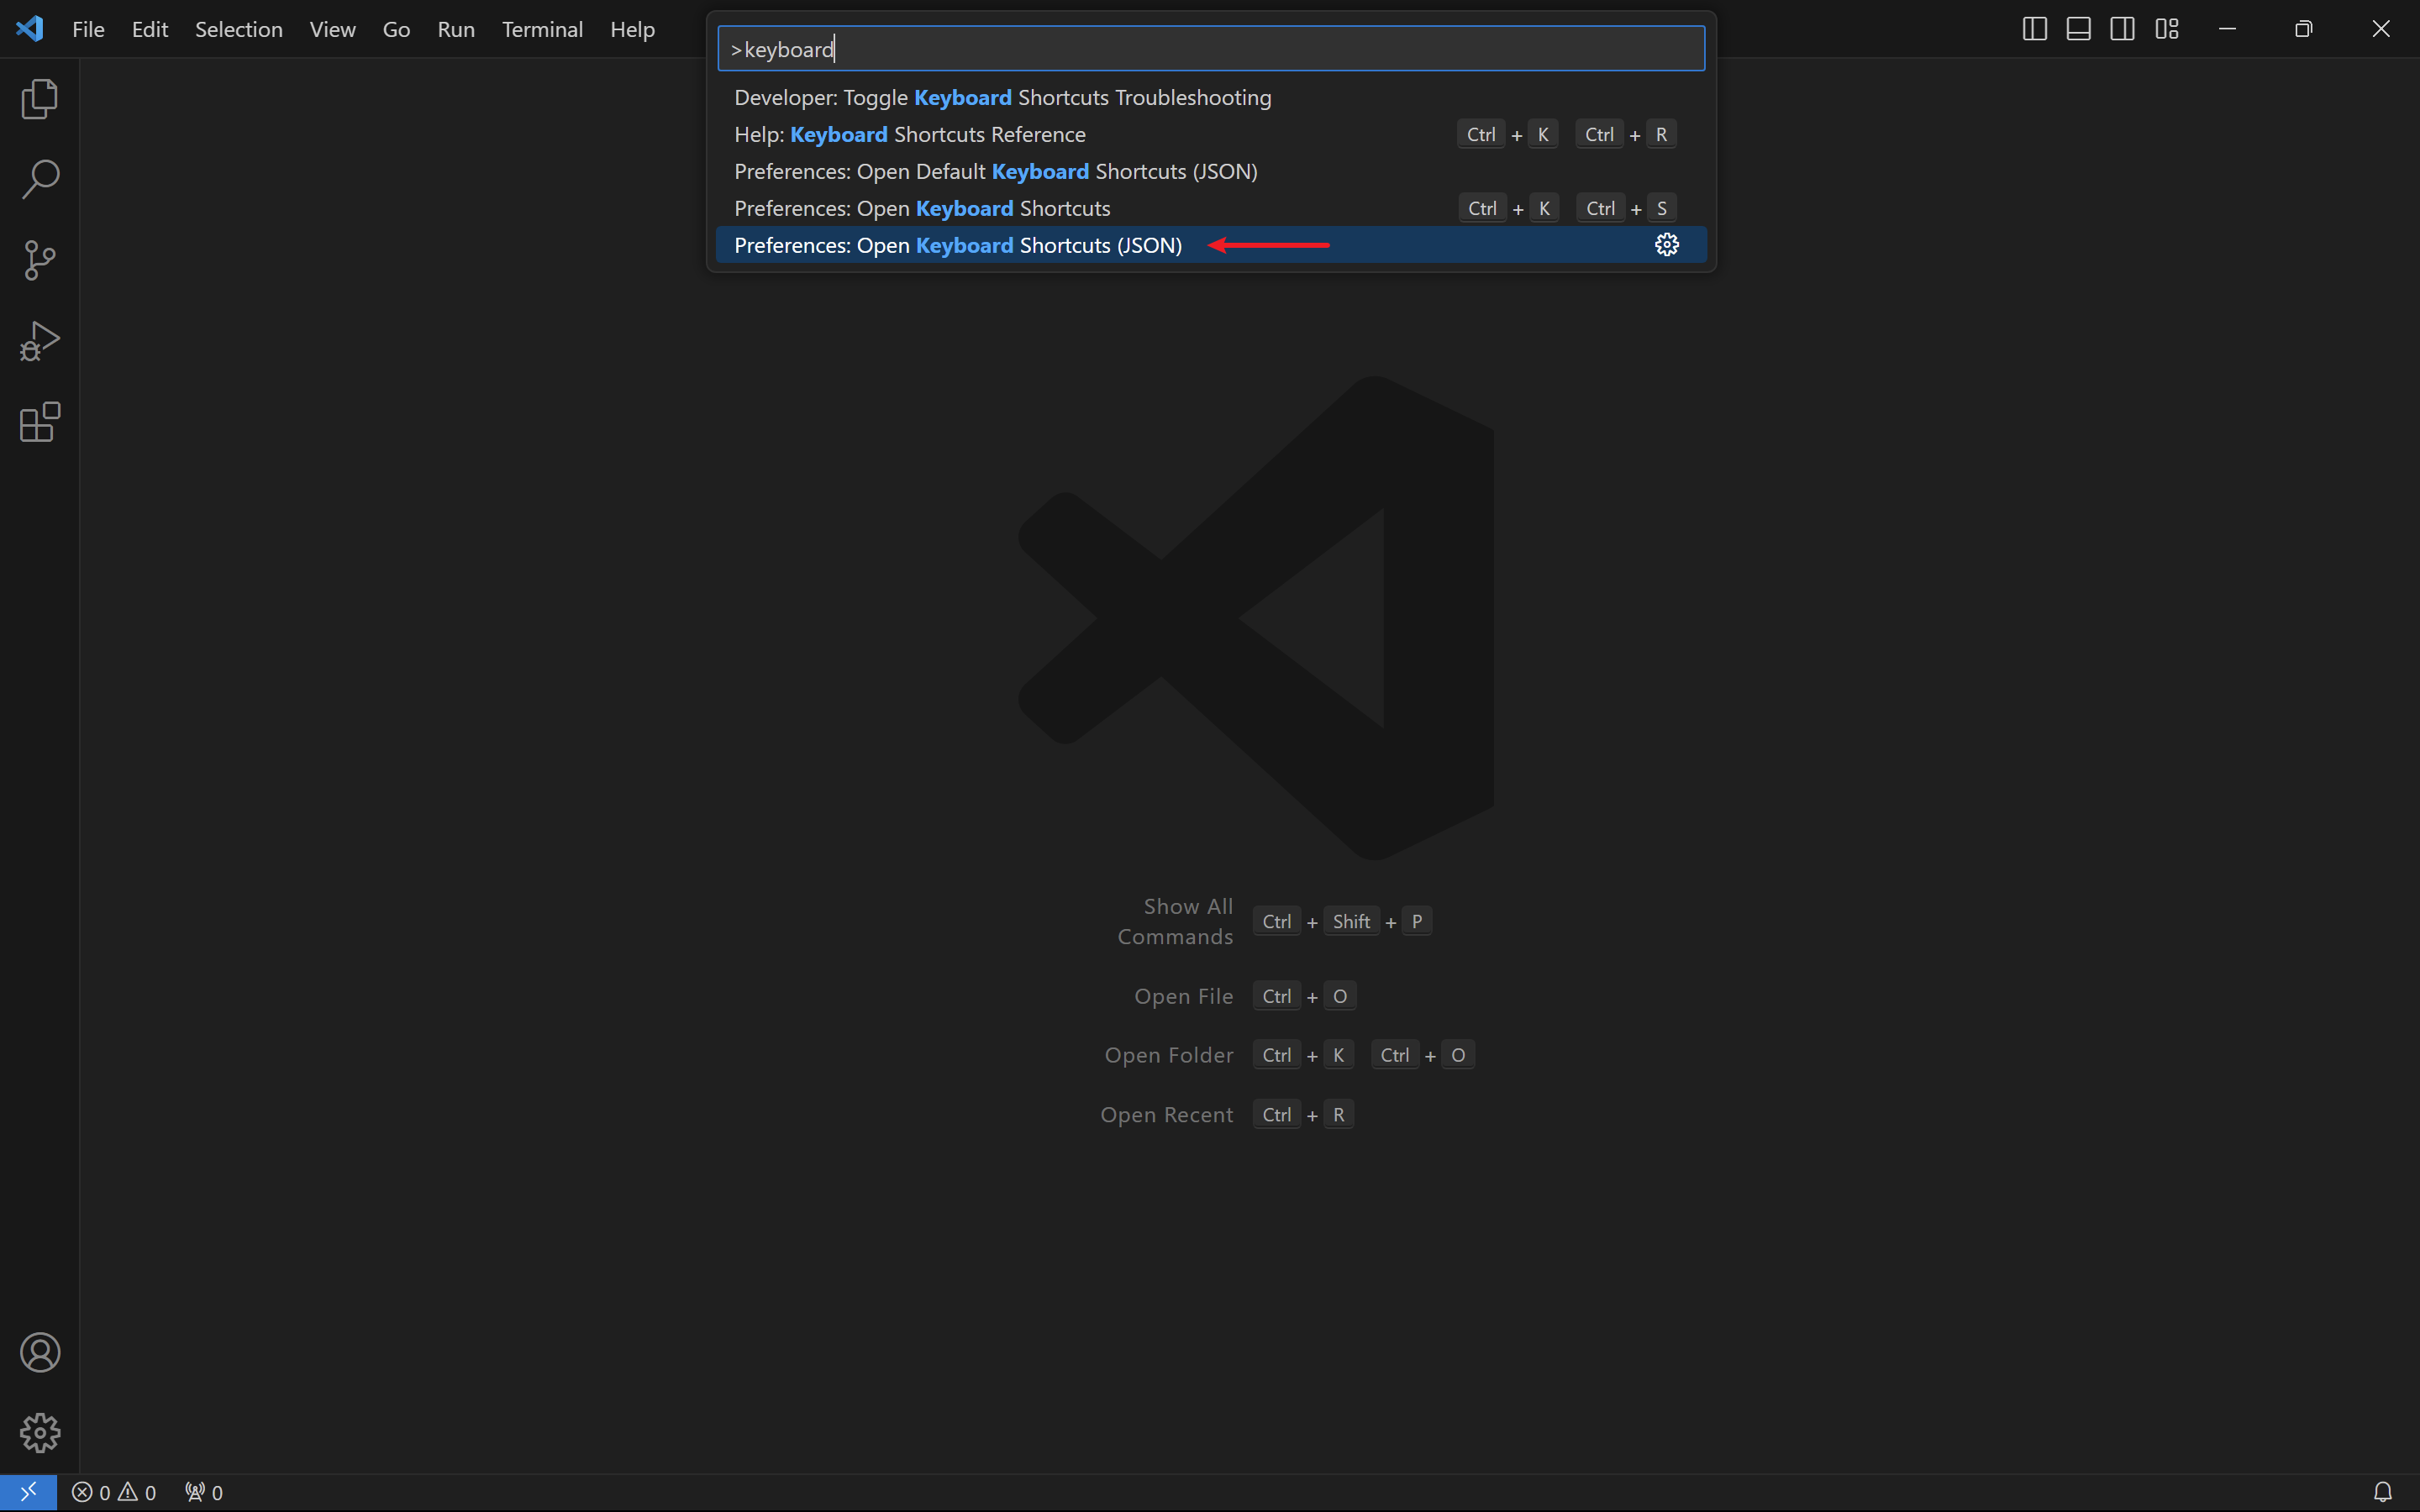 File Edit Selection View Go Run Terminal Help
>keyboard
Developer: Toggle Keyboard Shortcuts Troubleshooting
Help: Keyboard Shortcuts Reference Ctrl + K Ctrl + R
Preferences: Open Default Keyboard Shortcuts (JSON)
Preferences: Open Keyboard Shortcuts Ctrl + K Ctrl + S
Preferences: Open Keyboard Shortcuts (JSON)
Show All
Commands Ctrl + Shift + P
Open File Ctrl + O
Open Folder Ctrl + K Ctrl + O
Open Recent Ctrl + R
0 0 0